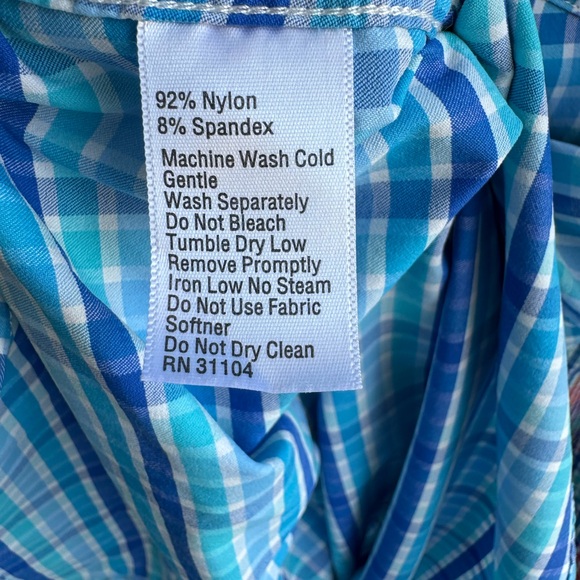 92% Nylon
8% Spandex
Machine Wash Cold
Gentle
Wash Separately
Do Not Bleach
Tumble Dry Low
Remove Promptly
Iron Low No Steam
Do Not Use Fabric
Softner
Do Not Dry Clean
RN 31104